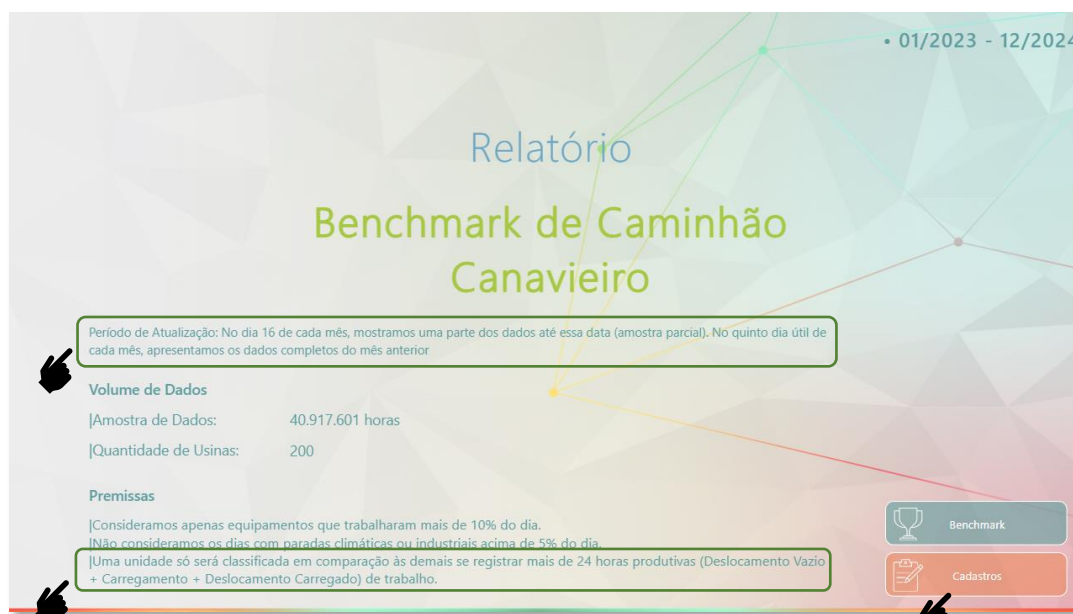 • 01/2023 - 12/2024
Relatório
Benchmark de Caminhão
Canavieiro
Período de Atualização: No dia 16 de cada mês, mostramos uma parte dos dados até essa data (amostra parcial). No quinto dia útil de
cada mês, apresentamos os dados completos do mês anterior
Volume de Dados
|Amostra de Dados: 40.917.601 horas
|Quantidade de Usinas: 200
Premissas
|Consideramos apenas equipamentos que trabalharam mais de 10% do dia.
|Não consideramos os dias com paradas climáticas ou industriais acima de 5% do dia.
|Uma unidade só será classificada em comparação às demais se registrar mais de 24 horas produtivas (Deslocamento Vazio
+ Carregamento + Deslocamento Carregado) de trabalho.
Benchmark
Cadastros